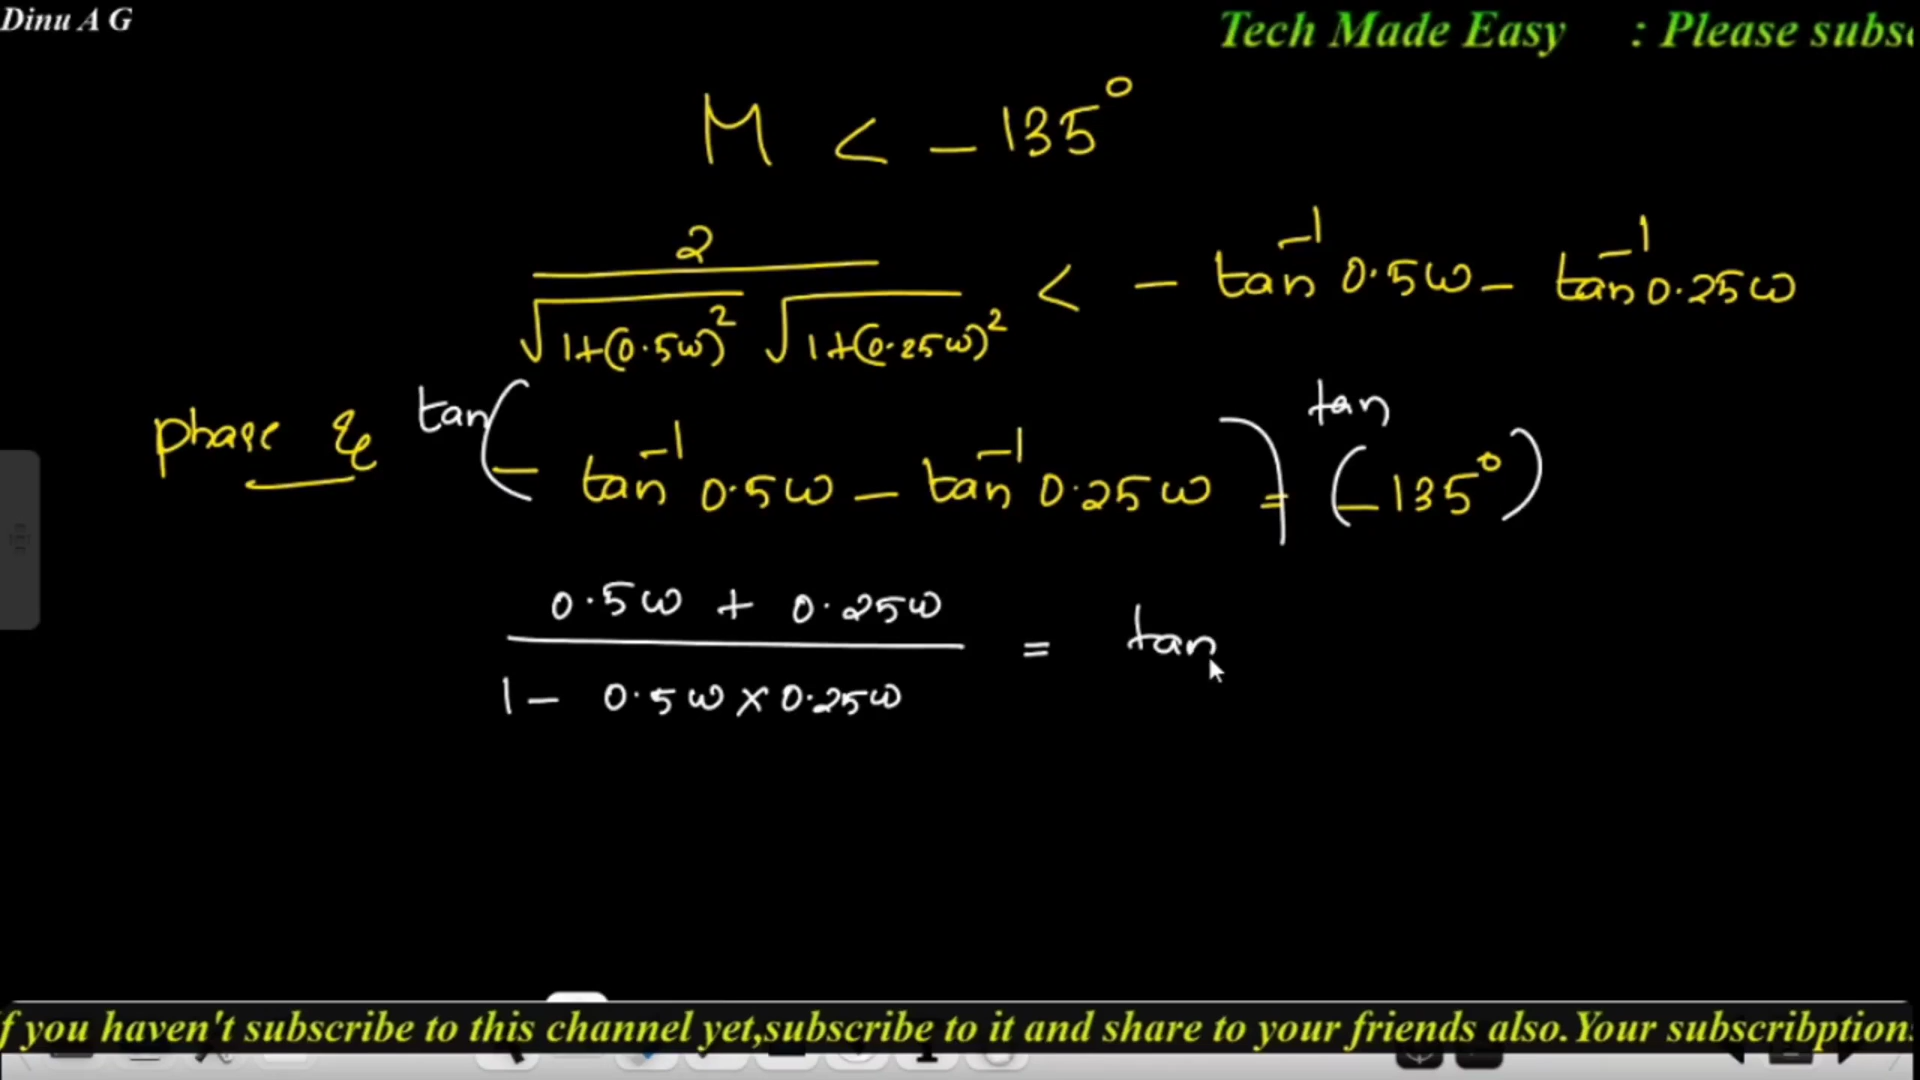 Dinu A G
Tech Made Easy : Please subs
M < -135°
2
√1+(0.5ω)² √1+(0.25ω)² < - tan⁻¹ 0.5ω - tan⁻¹ 0.25ω
phase & tan(- tan⁻¹ 0.5ω - tan⁻¹ 0.25ω) = tan(-135°)
0.5ω + 0.25ω
1 - 0.5ω × 0.25ω = tan
f you haven't subscribe to this channel yet,subscribe to it and share to your friends also.Your subscribption